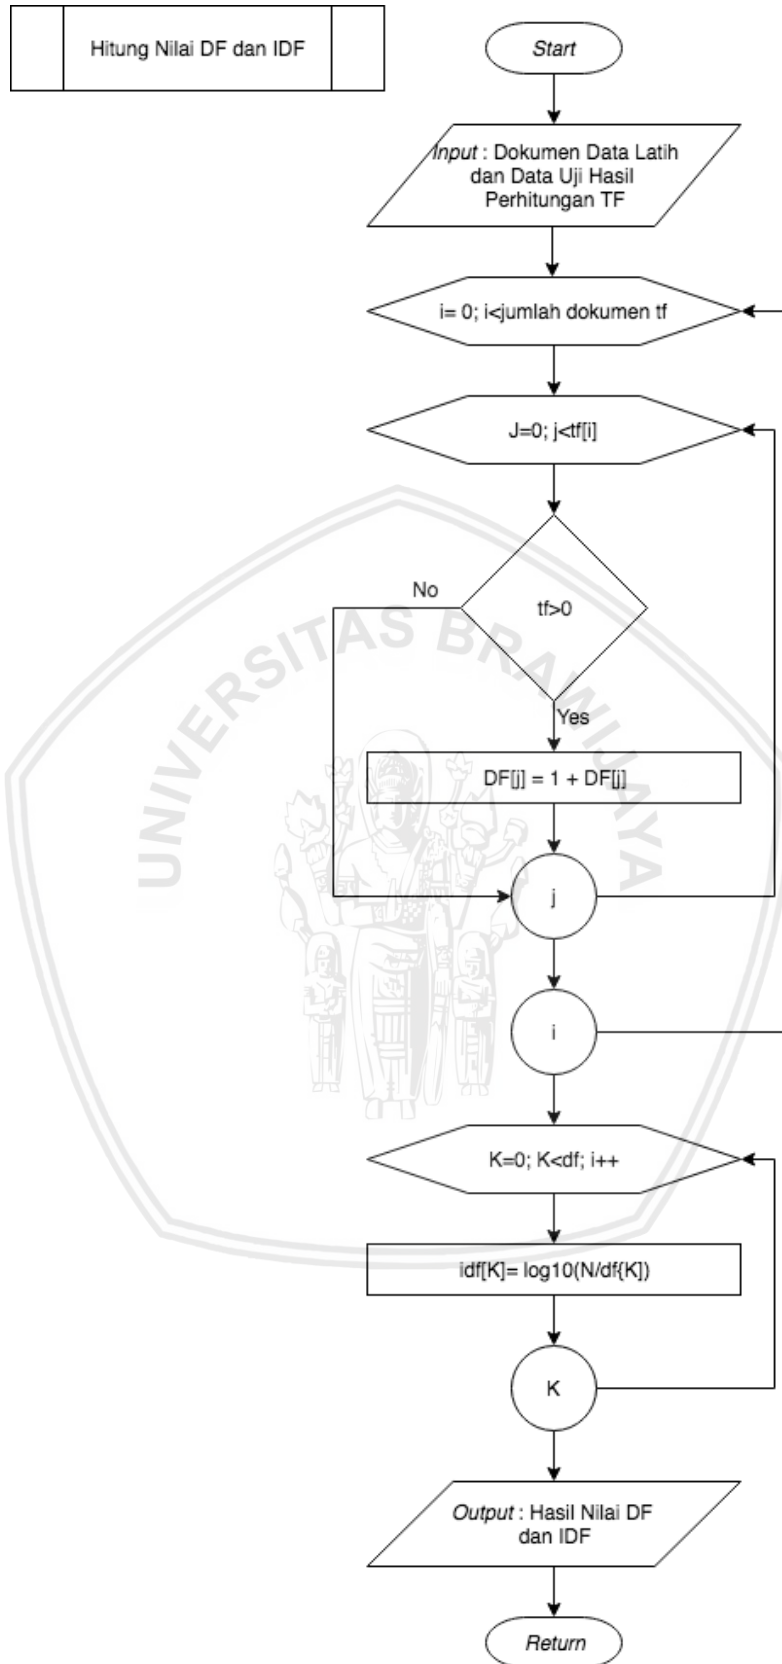 Hitung Nilai DF dan IDF
Start
Input : Dokumen Data Latih
dan Data Uji Hasil
Perhitungan TF
i= 0; i<jumlah dokumen tf
J=0; j<tf[i]
tf>0
No
Yes
DF[j] = 1 + DF[j]
j
i
K=0; K<df; i++
idf[K]= log10(N/df{K])
K
Output : Hasil Nilai DF
dan IDF
Return
UNIVERSITAS BRAWIJAYA